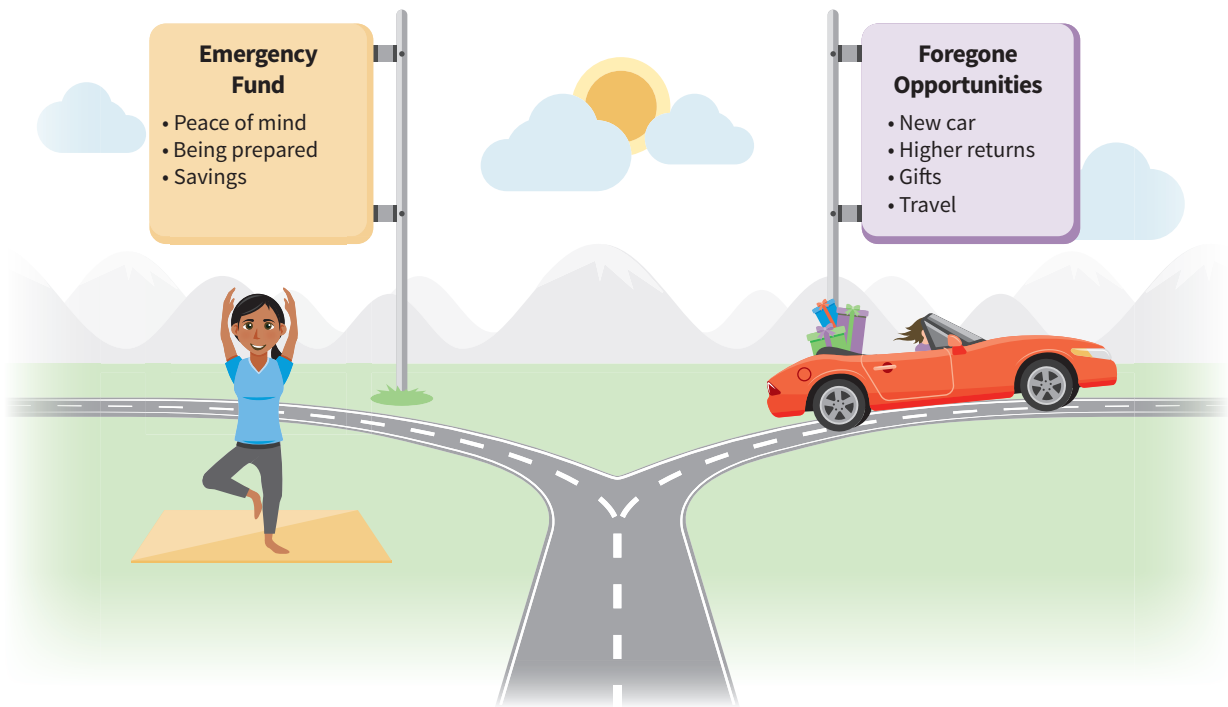 Emergency
Fund
• Peace of mind
• Being prepared
• Savings
Foregone
Opportunities
• New car
• Higher returns
• Gifts
• Travel